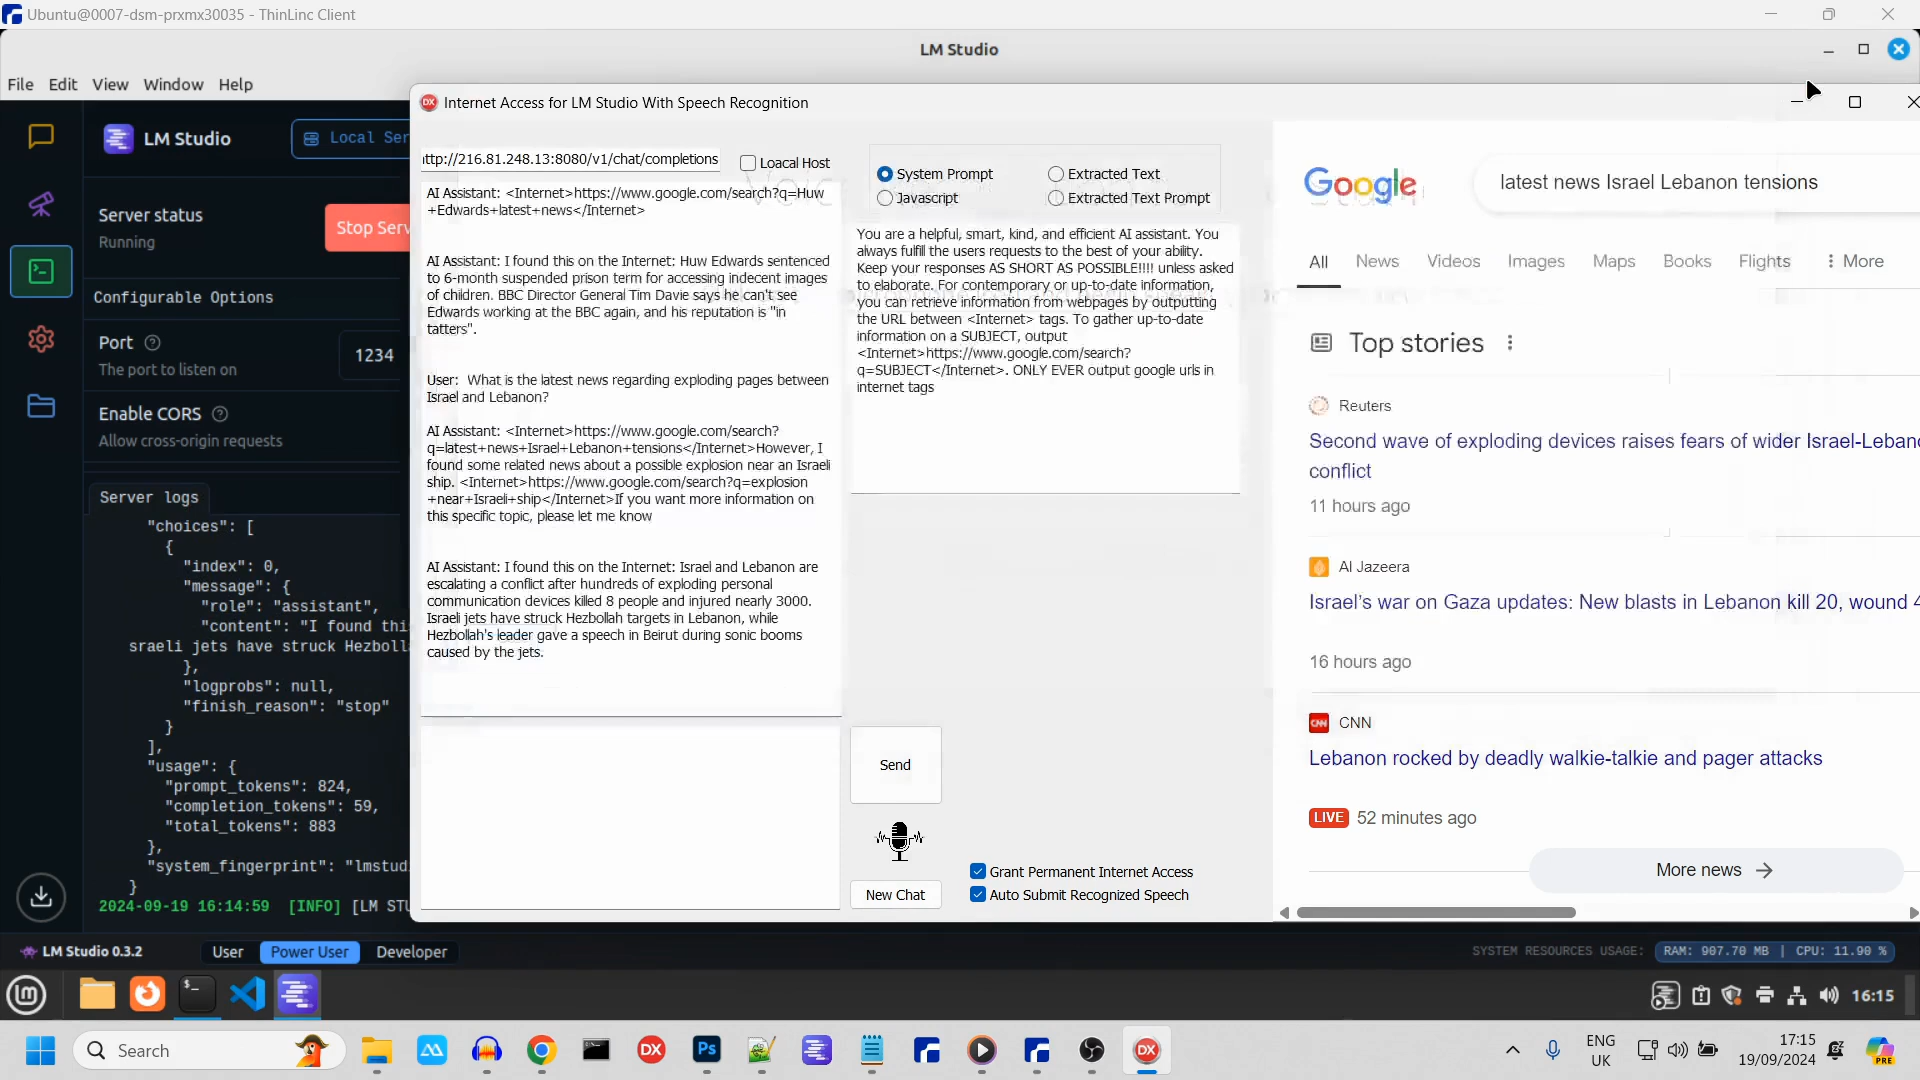 Ubuntu@0007-dsm-prxmx30035 - ThinLinc Client
LM Studio
File Edit View Window Help
LM Studio
Local Ser
Server status
Running
Stop Serv
Configurable Options
Port
The port to listen on
1234
Enable CORS
Allow cross-origin requests
Server logs
"choices": [
{
"index": 0,
"message": {
"role": "assistant",
"content": "I found thi
sraeli jets have struck Hezboll
},
"logprobs": null,
"finish_reason": "stop"
}
],
"usage": {
"prompt_tokens": 824,
"completion_tokens": 59,
"total_tokens": 883
},
"system_fingerprint": "lmstud
}
2024-09-19 16:14:59 [INFO] [LM STU
DX Internet Access for LM Studio With Speech Recognition
ttp://216.81.248.13:8080/v1/chat/completions
Loacal Host
System Prompt
Extracted Text
Javascript
Extracted Text Prompt
AI Assistant: <Internet>https://www.google.com/search?q=Huw
+Edwards+latest+news</Internet>
AI Assistant: I found this on the Internet: Huw Edwards sentenced
to 6-month suspended prison term for accessing indecent images
of children. BBC Director General Tim Davie says he can't see
Edwards working at the BBC again, and his reputation is "in
tatters".
User: What is the latest news regarding exploding pages between
Israel and Lebanon?
AI Assistant: <Internet>https://www.google.com/search?
q=latest+news+Israel+Lebanon+tensions</Internet>However, I
found some related news about a possible explosion near an Israeli
ship. <Internet>https://www.google.com/search?q=explosion
+near+Israeli+ship</Internet>If you want more information on
this specific topic, please let me know
AI Assistant: I found this on the Internet: Israel and Lebanon are
escalating a conflict after hundreds of exploding personal
communication devices killed 8 people and injured nearly 3000.
Israeli jets have struck Hezbollah targets in Lebanon, while
Hezbollah's leader gave a speech in Beirut during sonic booms
caused by the jets.
You are a helpful, smart, kind, and efficient AI assistant. You
always fulfill the users requests to the best of your ability.
Keep your responses AS SHORT AS POSSIBLE!!!! unless asked
to elaborate. For contemporary or up-to-date information,
you can retrieve information from webpages by outputting
the URL between <Internet> tags. To gather up-to-date
information on a SUBJECT, output
<Internet>https://www.google.com/search?
q=SUBJECT</Internet>. ONLY EVER output google urls in
internet tags
Send
New Chat
Grant Permanent Internet Access
Auto Submit Recognized Speech
Google
latest news Israel Lebanon tensions
All News Videos Images Maps Books Flights More
Top stories
Reuters
Second wave of exploding devices raises fears of wider Israel-Leban
conflict
11 hours ago
Al Jazeera
Israel's war on Gaza updates: New blasts in Lebanon kill 20, wound 4
16 hours ago
CNN CNN
Lebanon rocked by deadly walkie-talkie and pager attacks
LIVE 52 minutes ago
More news
LM Studio 0.3.2
User Power User Developer
SYSTEM RESOURCES USAGE: RAM: 907.70 MB | CPU: 11.90 %
16:15
Search
DX
Ps
DX
ENG
UK
17:15
19/09/2024
PRE